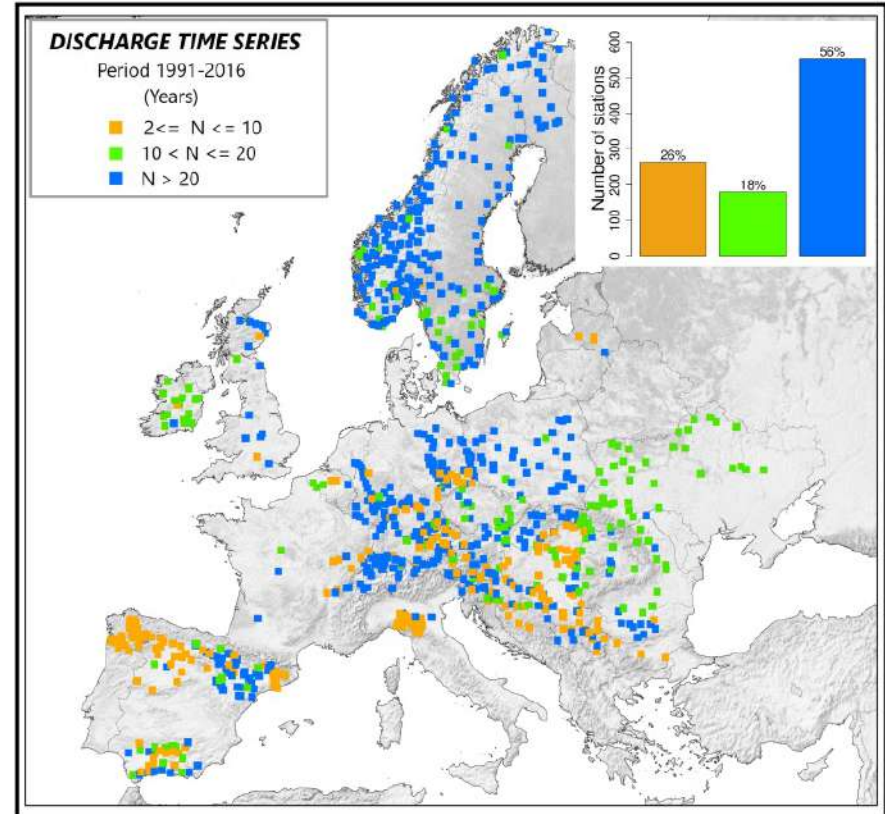 DISCHARGE TIME SERIES
Period 1991-2016
(Years)
2<= N <= 10
10 < N <= 20
N > 20
Number of stations
600
500
400
300
200
100
0
26%
18%
56%